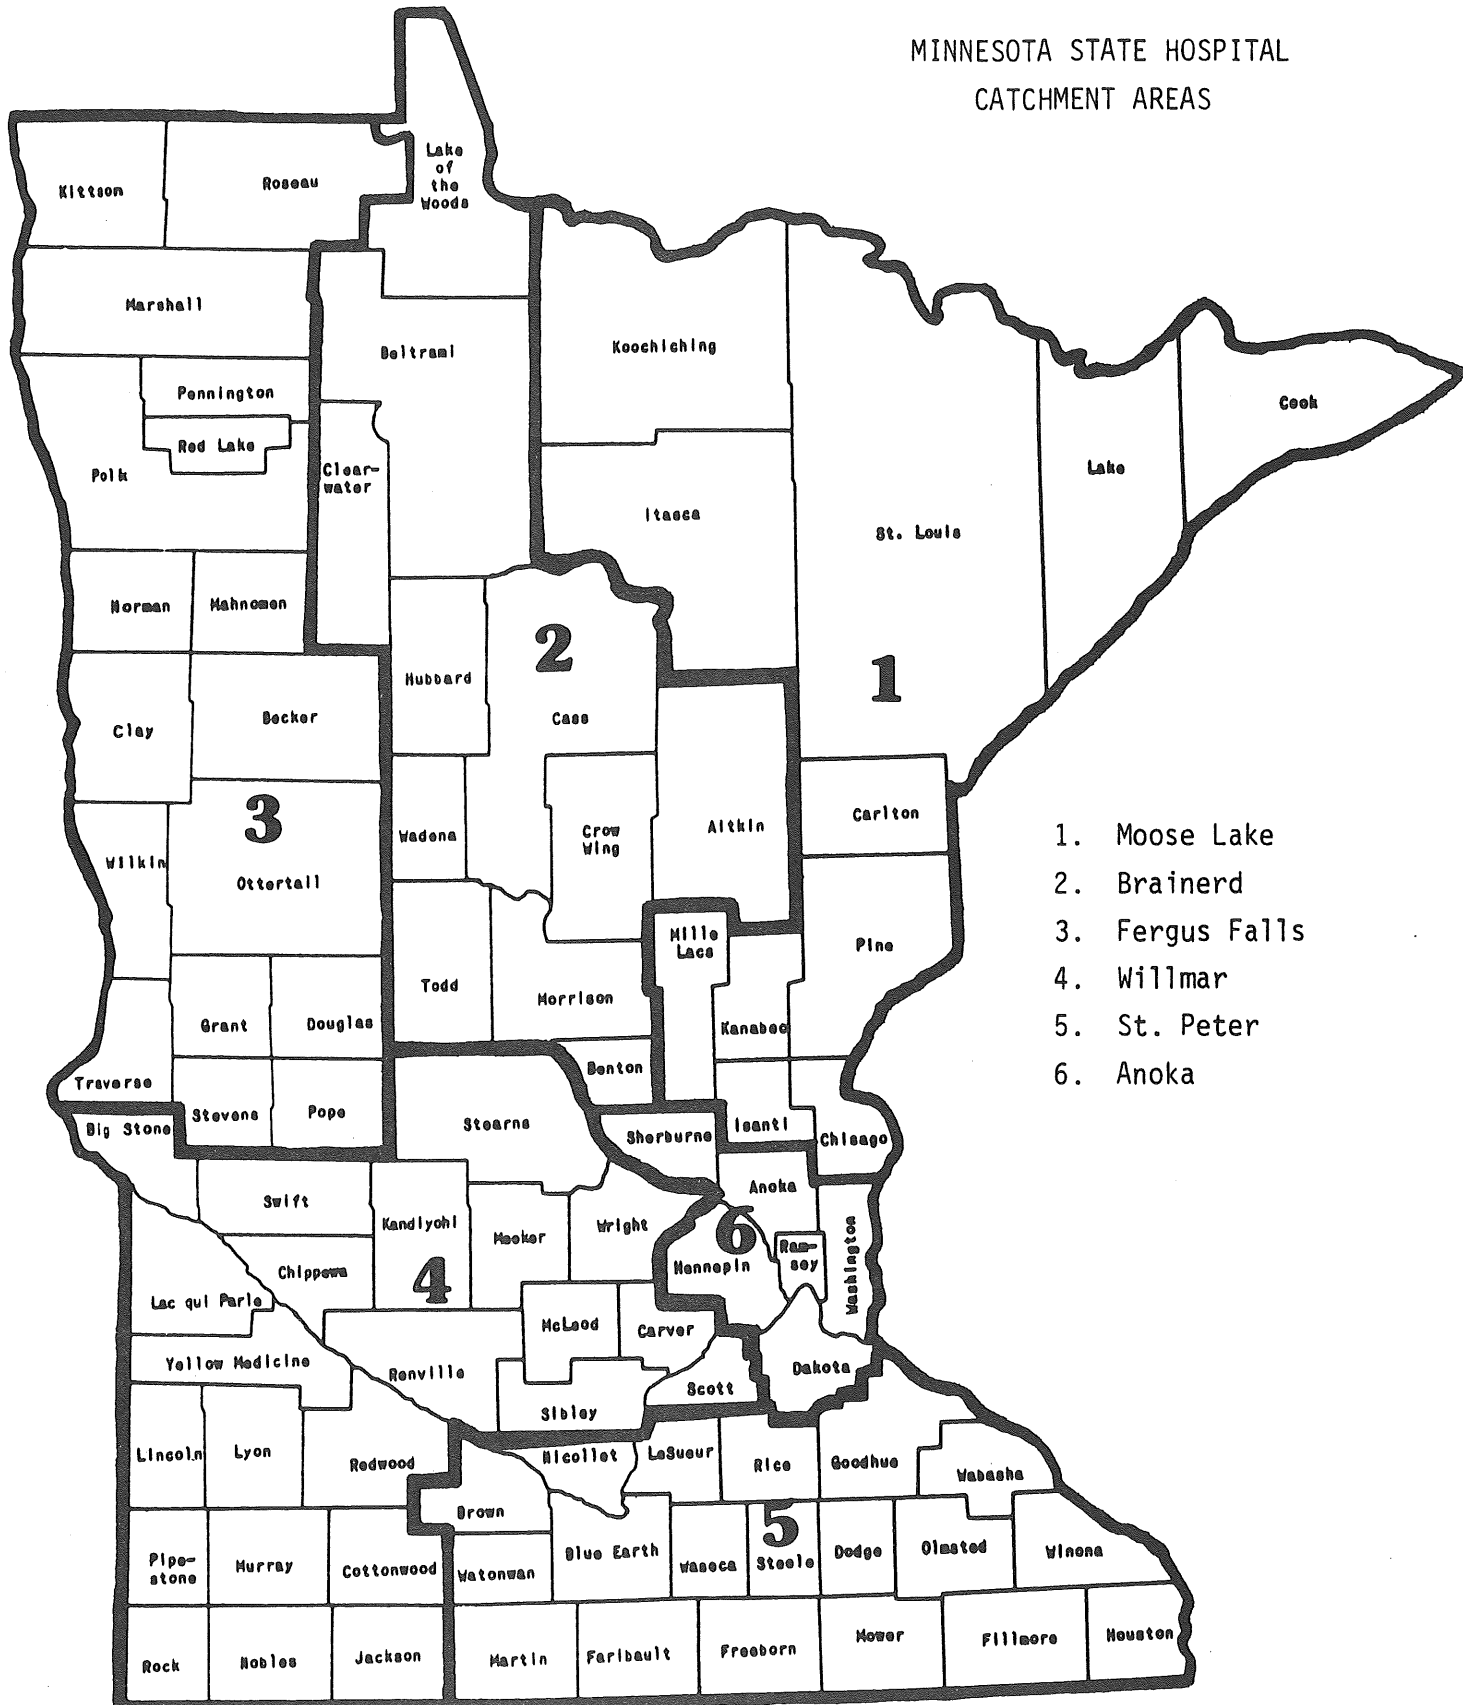 MINNESOTA STATE HOSPITAL
CATCHMENT AREAS
Kittson
Roseau
Lake
of
the
Woods
Marshall
Beltrami
Koochiching
Cook
Pennington
Red Lake
Polk
Clear-
water
Lake
Itasca
St. Louis
Norman
Mahnomen
2
1
Hubbard
Cass
Clay
Becker
3
Wilkin
Ottertail
Wadena
Crow
Wing
Aitkin
Carlton
1. Moose Lake
2. Brainerd
3. Fergus Falls
4. Willmar
5. St. Peter
6. Anoka
Mille
Lacs
Pine
Todd
Morrison
Grant
Douglas
Kanabec
Traverse
Stevens
Pope
Benton
Big Stone
Stearns
Sherburne
Isanti
Chisago
Swift
Kandiyohi
Meeker
Wright
Anoka
6
Hennepin
Ram-
sey
Washington
Chippewa
4
Lac qui Parle
McLeod
Carver
Yellow Medicine
Renville
Scott
Dakota
Sibley
Lincoln
Lyon
Redwood
Nicollet
LeSueur
Rice
Goodhue
Wabasha
Brown
5
Pipe-
stone
Murray
Cottonwood
Watonwan
Blue Earth
Waseca
Steele
Dodge
Olmsted
Winona
Rock
Nobles
Jackson
Martin
Faribault
Freeborn
Mower
Fillmore
Houston